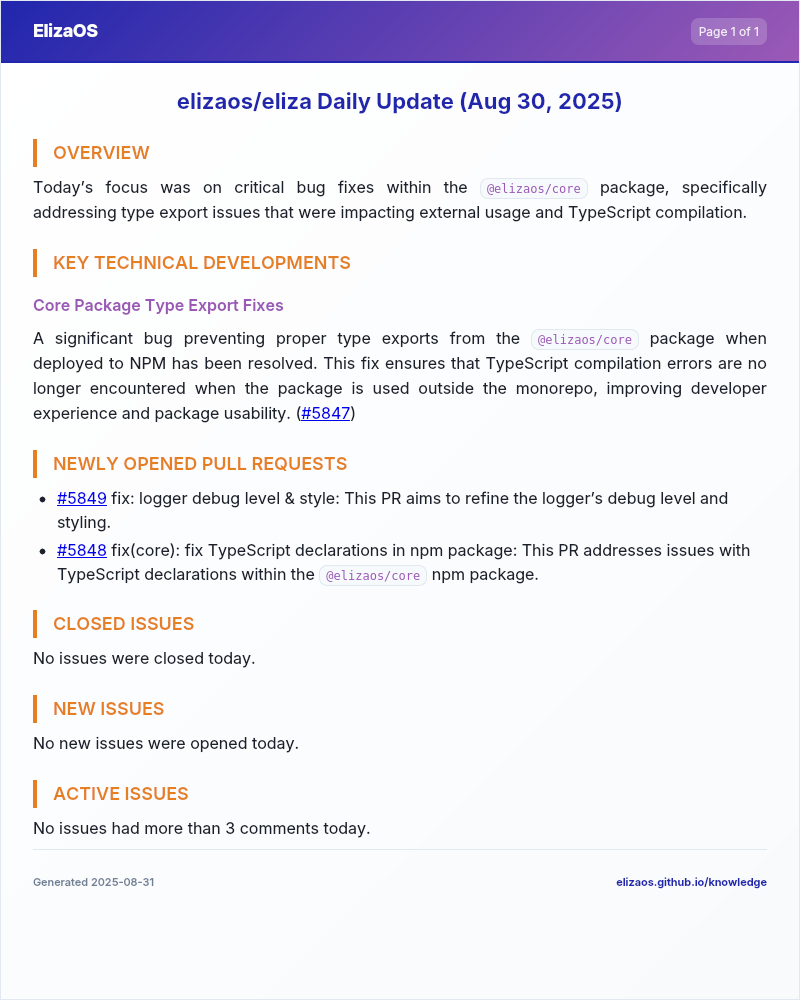 ElizaOS
Page 1 of 1
elizaos/eliza Daily Update (Aug 30, 2025)
OVERVIEW
Today's focus was on critical bug fixes within the @elizaos/core package, specifically
addressing type export issues that were impacting external usage and TypeScript compilation.
KEY TECHNICAL DEVELOPMENTS
Core Package Type Export Fixes
A significant bug preventing proper type exports from the @elizaos/core package when
deployed to NPM has been resolved. This fix ensures that TypeScript compilation errors are no
longer encountered when the package is used outside the monorepo, improving developer
experience and package usability. (#5847)
NEWLY OPENED PULL REQUESTS
• #5849 fix: logger debug level & style: This PR aims to refine the logger's debug level and
styling.
• #5848 fix(core): fix TypeScript declarations in npm package: This PR addresses issues with
TypeScript declarations within the @elizaos/core npm package.
CLOSED ISSUES
No issues were closed today.
NEW ISSUES
No new issues were opened today.
ACTIVE ISSUES
No issues had more than 3 comments today.
Generated 2025-08-31
elizaos.github.io/knowledge